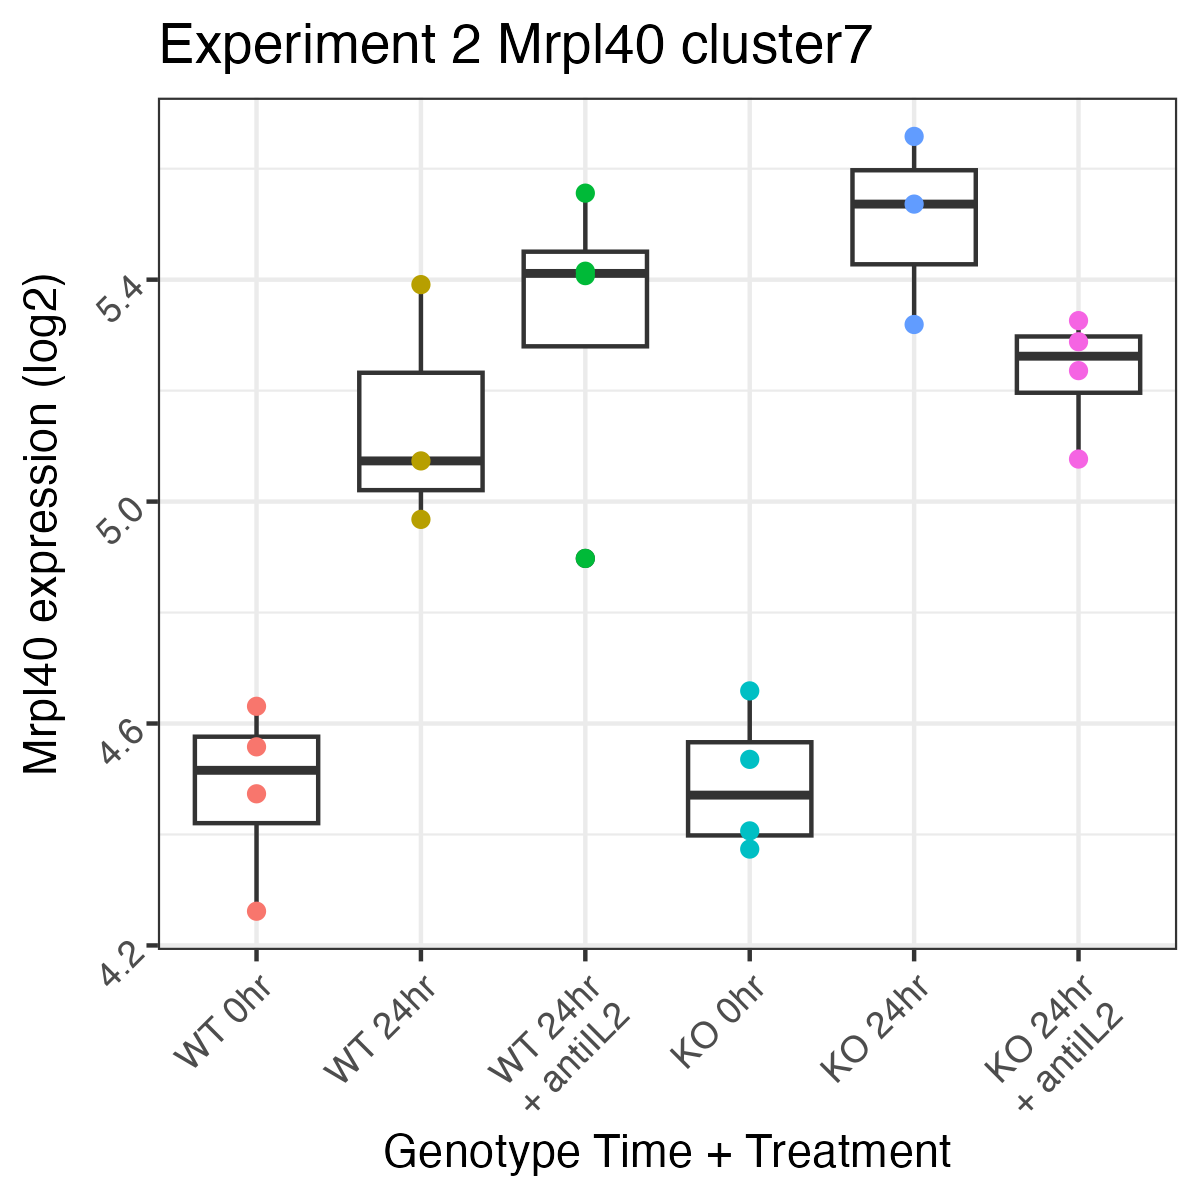 Experiment 2 Mrpl40 cluster7
Mrpl40 expression (log2)
5.4
5.0
4.6
4.2
WT 0hr
WT 24hr
WT 24hr
+ antiIL2
KO 0hr
KO 24hr
KO 24hr
+ antiIL2
Genotype Time + Treatment